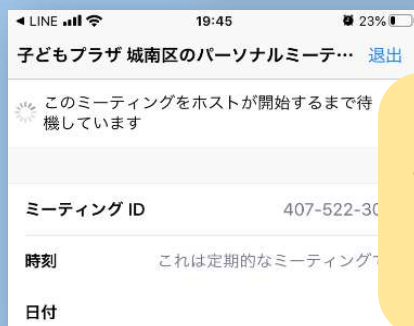 LINE 19:45 23%
子どもプラザ 城南区のパーソナルミーテ… 退出
このミーティングをホストが開始するまで待
機しています
ミーティング ID 407-522-30
時刻 これは定期的なミーティング
日付